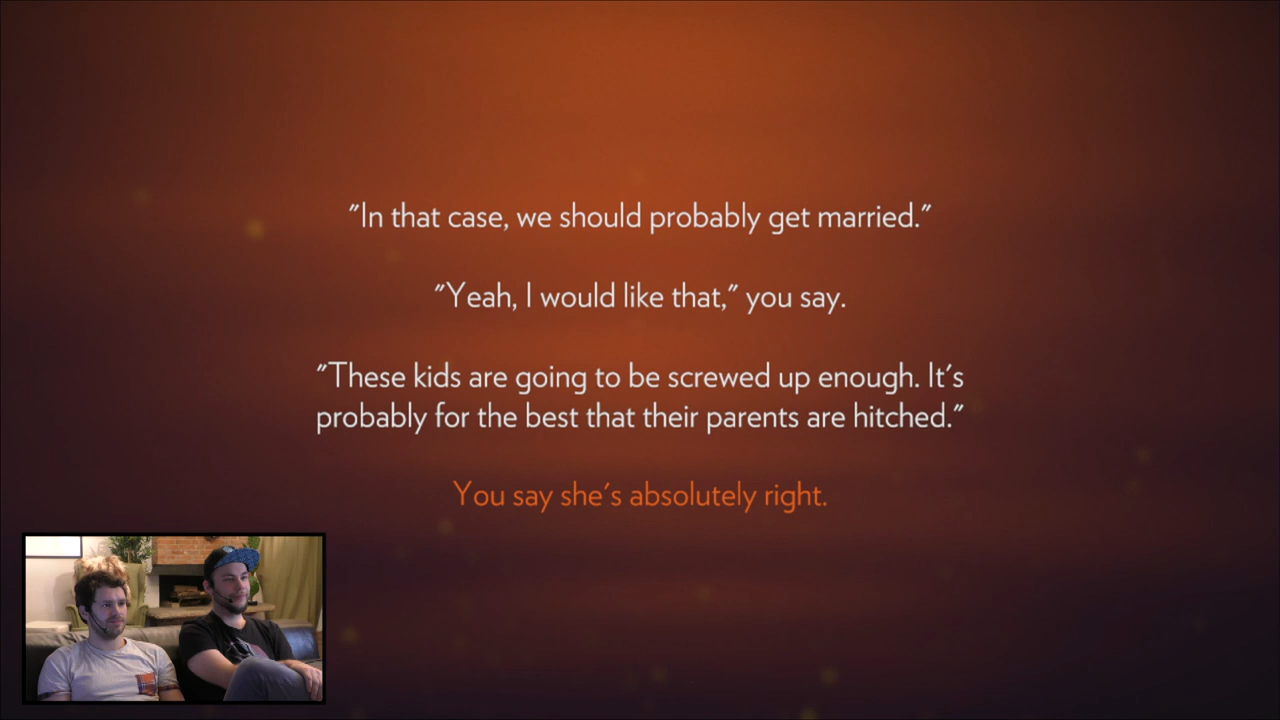 "In that case, we should probably get married."
"Yeah, I would like that," you say.
"These kids are going to be screwed up enough. It's
probably for the best that their parents are hitched."
You say she's absolutely right.